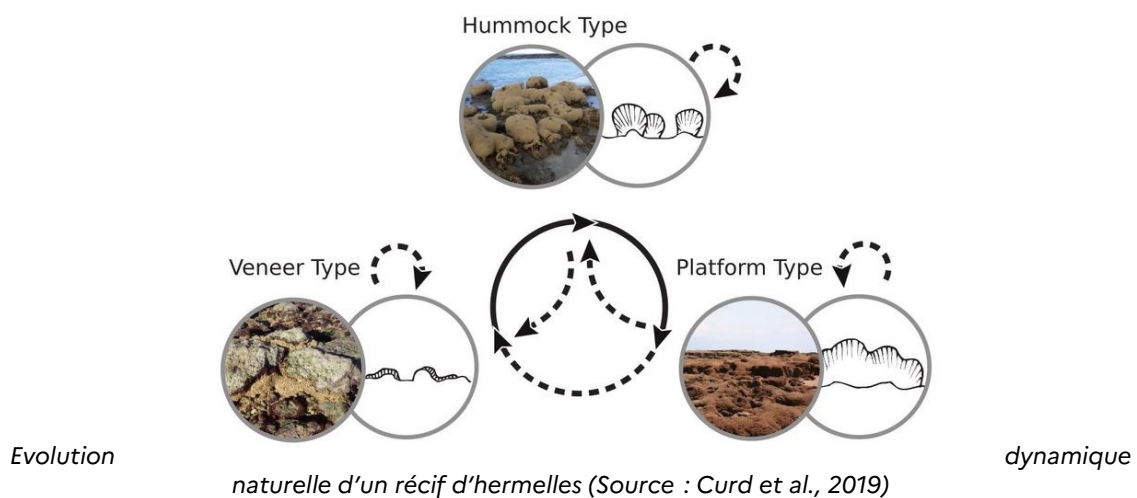 Hummock Type
Veneer Type
Platform Type
Evolution dynamique
naturelle d'un récif d'hermelles (Source : Curd et al., 2019)